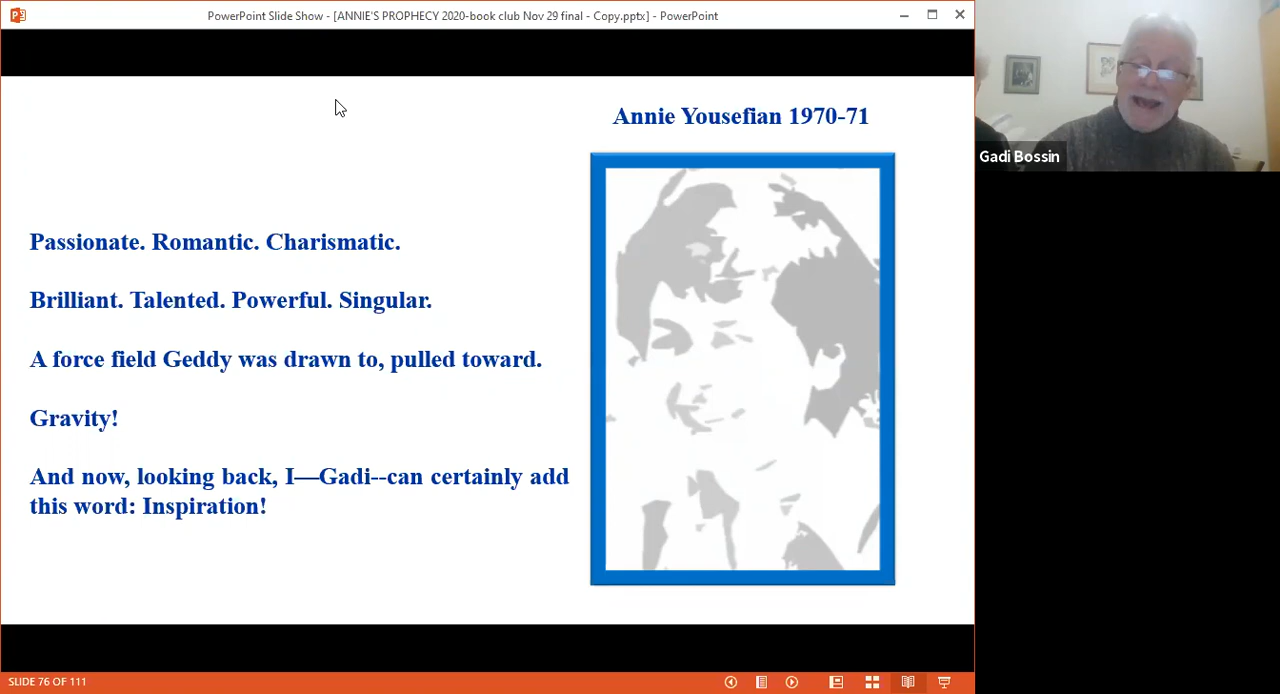 PowerPoint Slide Show - [ANNIE'S PROPHECY 2020-book club Nov 29 final - Copy.pptx] - PowerPoint
Annie Yousefian 1970-71
Passionate. Romantic. Charismatic.
Brilliant. Talented. Powerful. Singular.
A force field Geddy was drawn to, pulled toward.
Gravity!
And now, looking back, I—Gadi--can certainly add
this word: Inspiration!
Gadi Bossin
SLIDE 76 OF 111